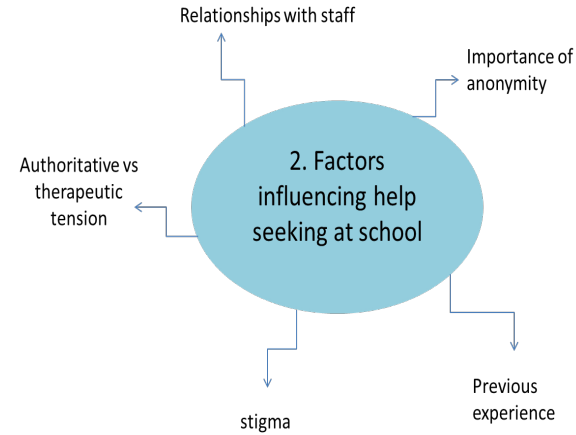 Relationships with staff
Importance of
anonymity
2. Factors
influencing help
seeking at school
Authoritative vs
therapeutic
tension
Previous
experience
stigma